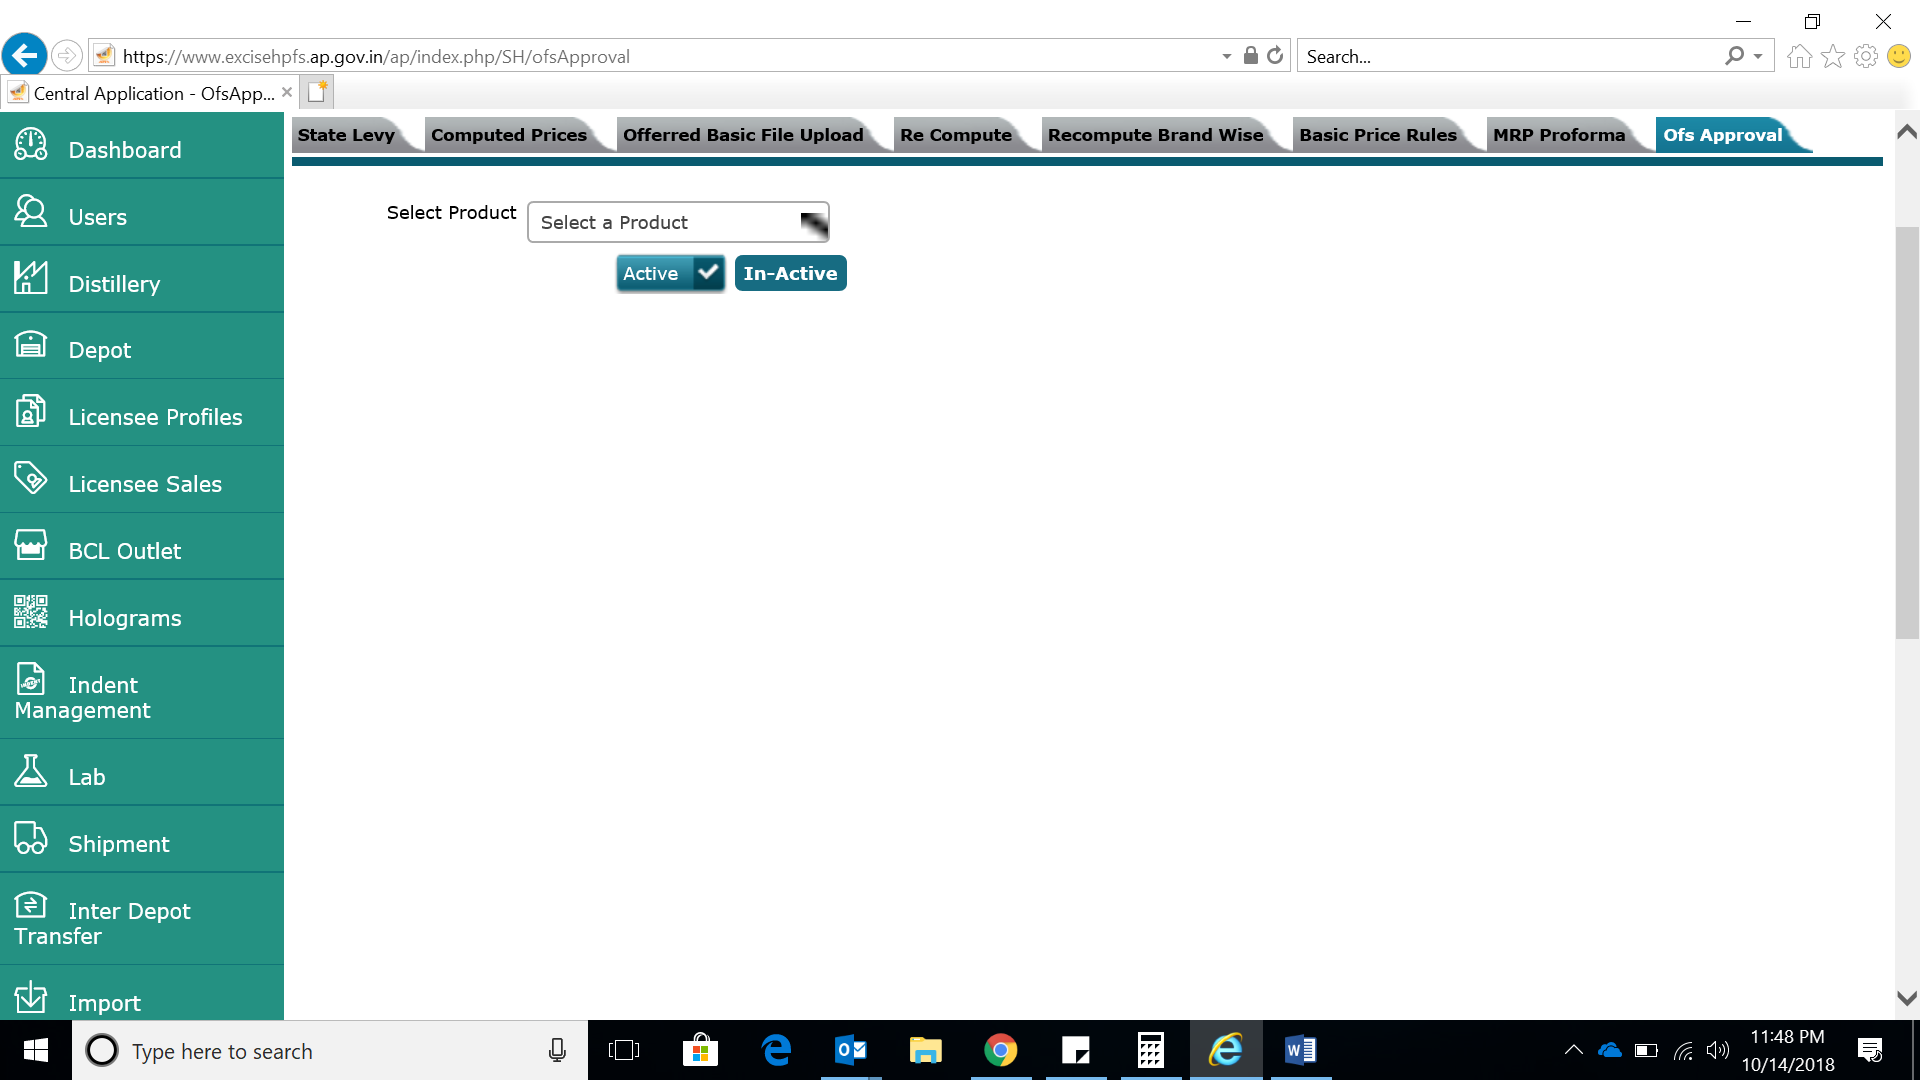 https://www.excisehpfs.ap.gov.in/ap/index.php/SH/ofsApproval
Search...
Central Application - OfsApp...
State Levy
Computed Prices
Offerred Basic File Upload
Re Compute
Recompute Brand Wise
Basic Price Rules
MRP Proforma
Ofs Approval
Dashboard
Users
Distillery
Depot
Licensee Profiles
Licensee Sales
BCL Outlet
Holograms
Indent
Management
Lab
Shipment
Inter Depot
Transfer
Import
Select Product
Select a Product
Active
In-Active
Type here to search
11:48 PM
10/14/2018